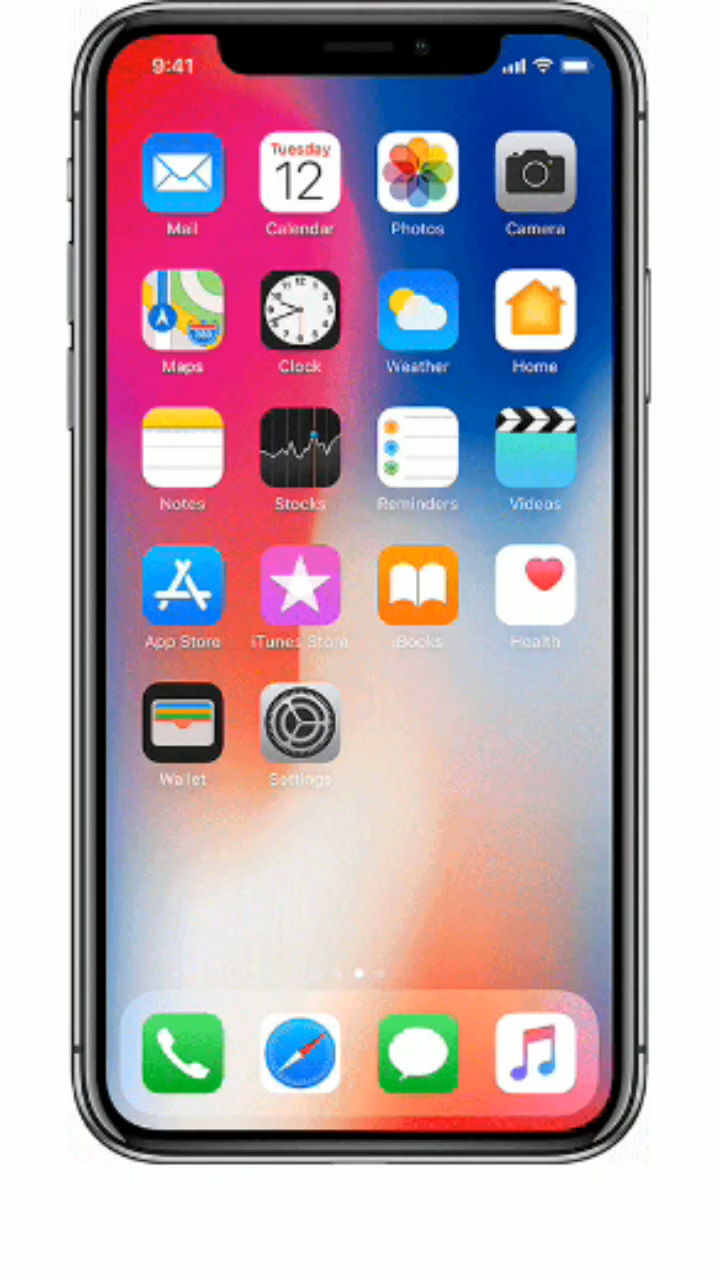 9:41
Tuesday
12
Mail Calendar Photos Camera
Maps Clock Weather Home
Notes Stocks Reminders Videos
App Store iTunes Store iBooks Health
Wallet Settings